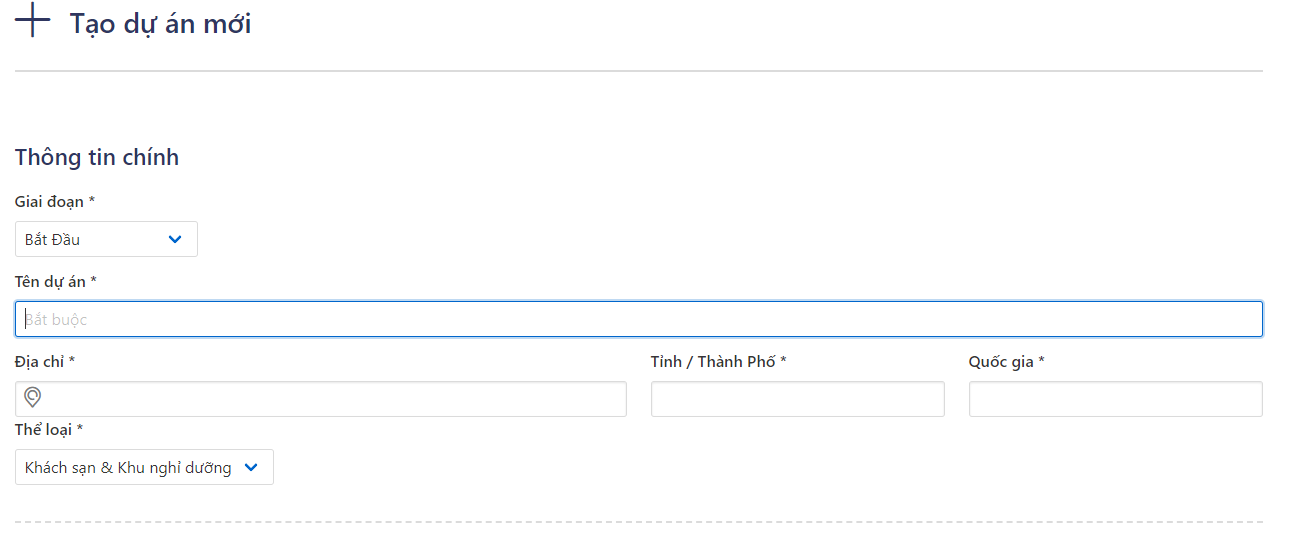 Tạo dự án mới
Thông tin chính
Giai đoạn *
Bắt Đầu
Tên dự án *
Bắt buộc
Địa chỉ * Tỉnh / Thành Phố * Quốc gia *
Thể loại *
Khách sạn & Khu nghỉ dưỡng